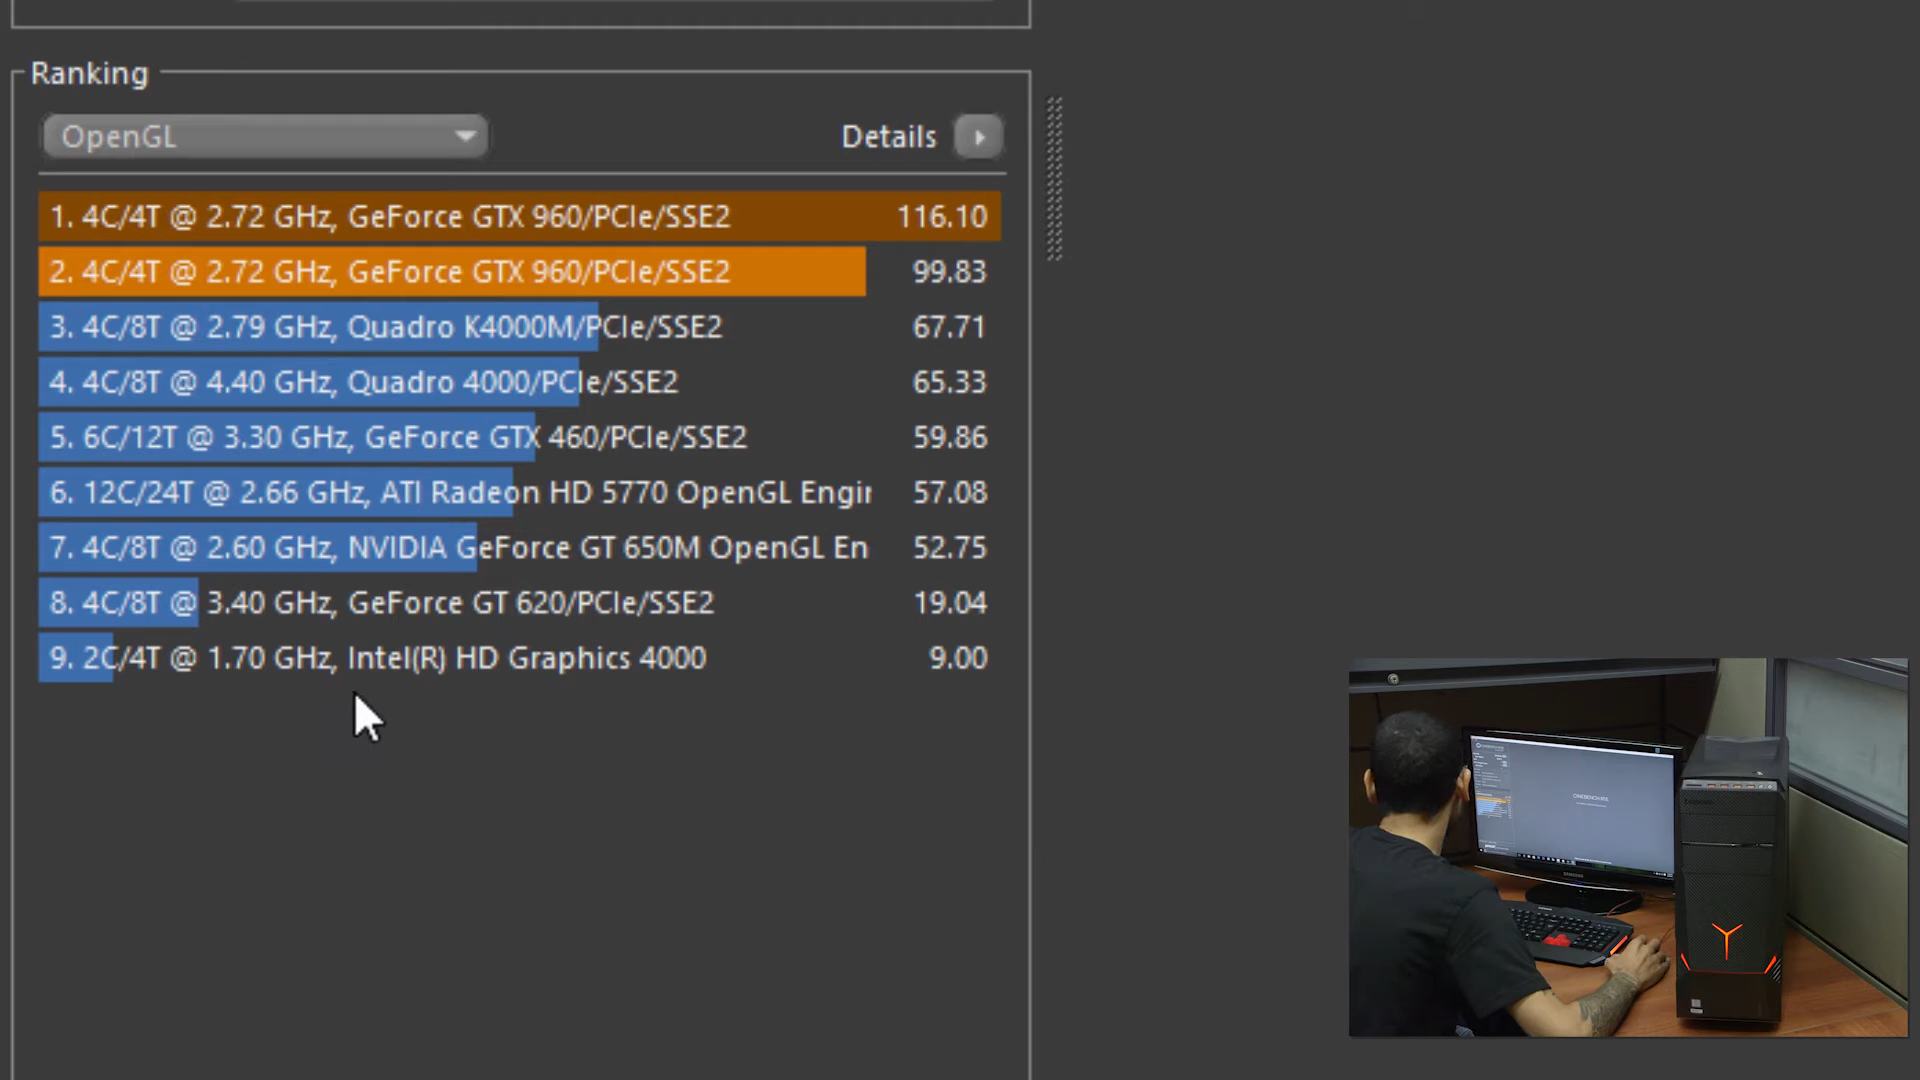 Ranking
OpenGL
Details
1. 4C/4T @ 2.72 GHz, GeForce GTX 960/PCIe/SSE2 116.10
2. 4C/4T @ 2.72 GHz, GeForce GTX 960/PCIe/SSE2 99.83
3. 4C/8T @ 2.79 GHz, Quadro K4000M/PCIe/SSE2 67.71
4. 4C/8T @ 4.40 GHz, Quadro 4000/PCIe/SSE2 65.33
5. 6C/12T @ 3.30 GHz, GeForce GTX 460/PCIe/SSE2 59.86
6. 12C/24T @ 2.66 GHz, ATI Radeon HD 5770 OpenGL Engin 57.08
7. 4C/8T @ 2.60 GHz, NVIDIA GeForce GT 650M OpenGL En 52.75
8. 4C/8T @ 3.40 GHz, GeForce GT 620/PCIe/SSE2 19.04
9. 2C/4T @ 1.70 GHz, Intel(R) HD Graphics 4000 9.00
SAMSUNG